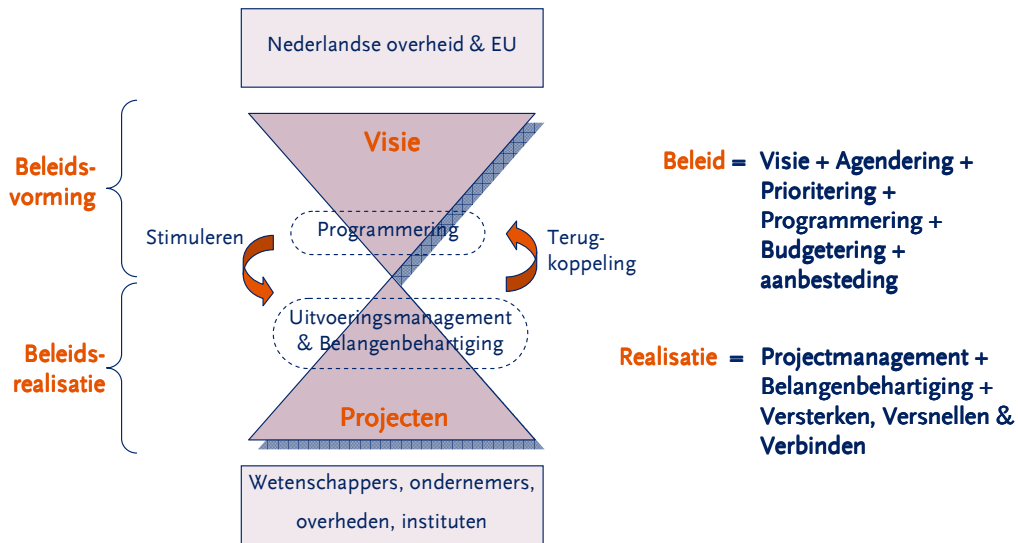 Nederlandse overheid & EU
Visie
Beleids-
vorming
Programmering
Stimuleren
Terug-
koppeling
Uitvoeringsmanagement
& Belangenbehartiging
Beleids-
realisatie
Projecten
Wetenschappers, ondernemers,
overheden, instituten
Beleid = Visie + Agendering +
Prioritering +
Programmering +
Budgetering +
aanbesteding
Realisatie = Projectmanagement +
Belangenbehartiging +
Versterken, Versnellen &
Verbinden